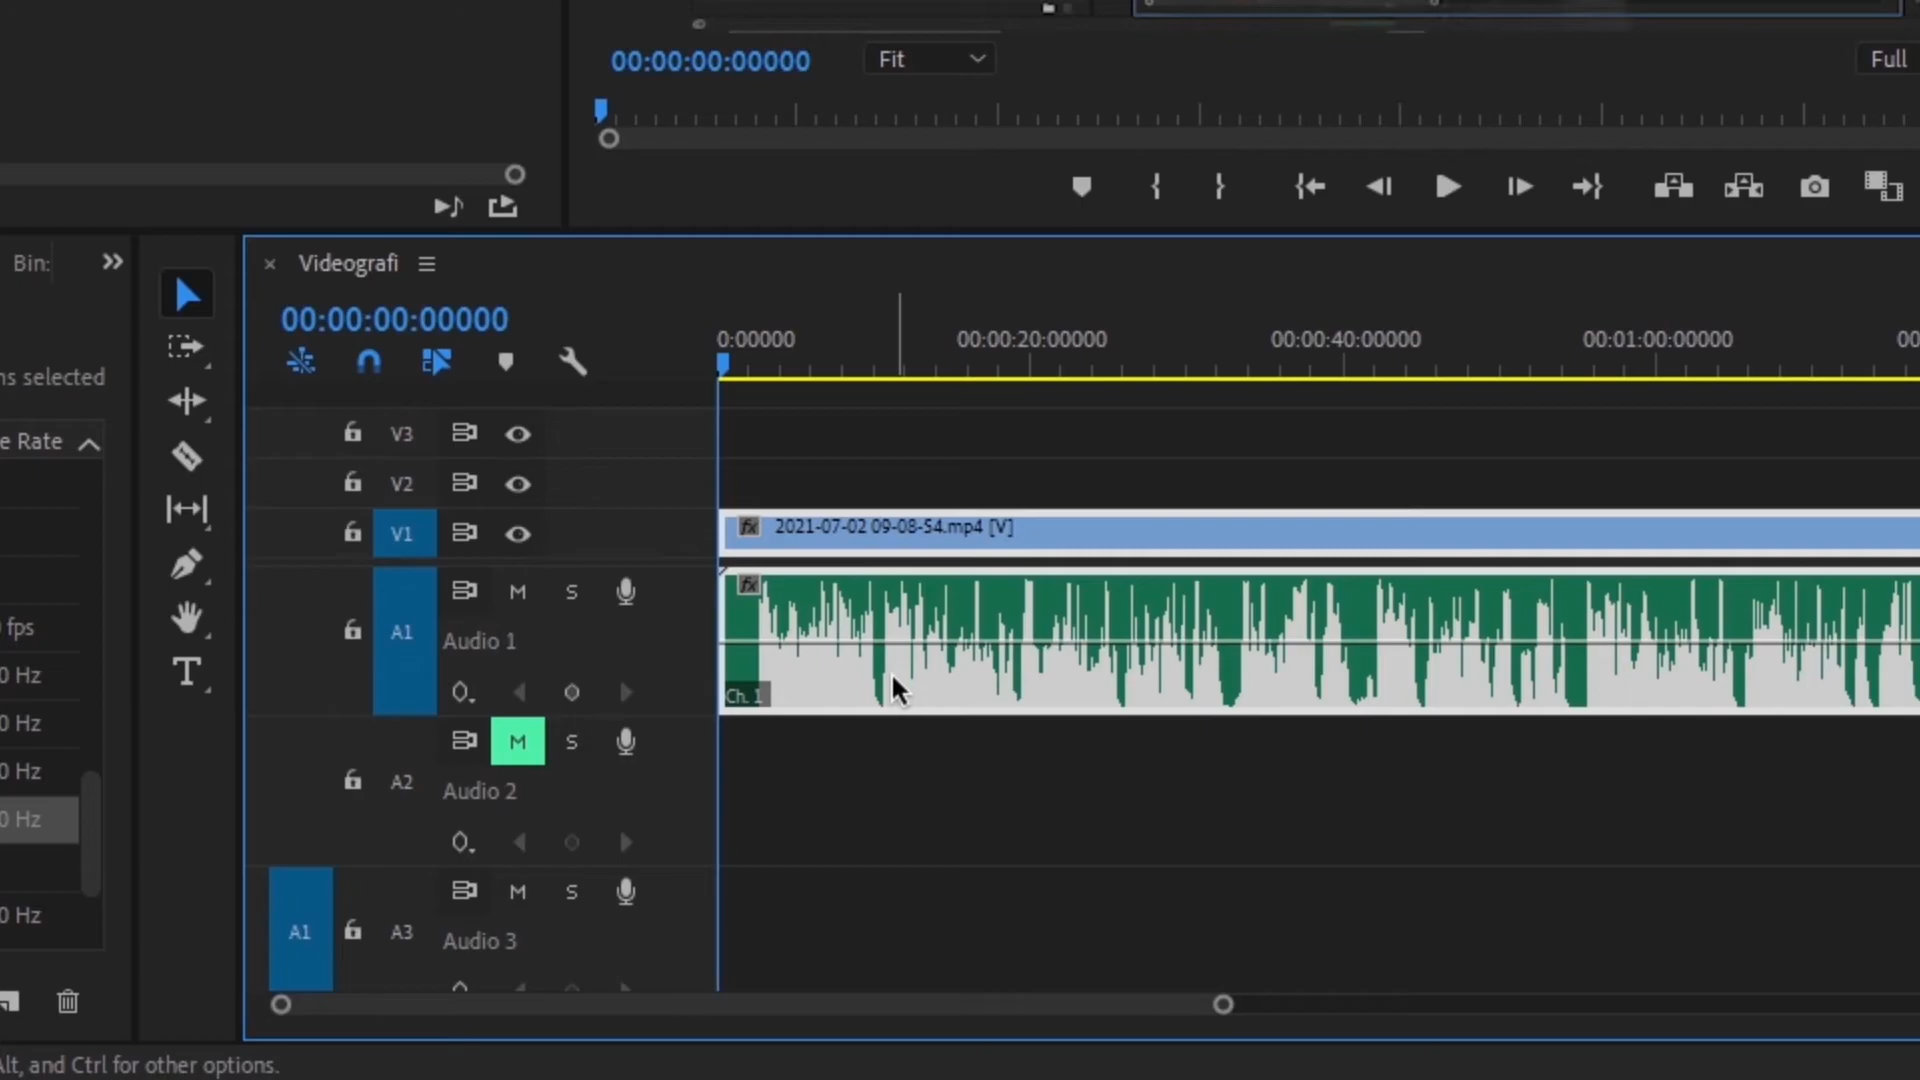 00:00:00:00000
Fit
Full
Bin:
Videografi
00:00:00:00000
0:00000
00:00:20:00000
00:00:40:00000
00:01:00:00000
00
ns selected
e Rate
V3
V2
V1
fx 2021-07-02 09-08-54.mp4 [V]
fx
M S
A1
Audio 1
Ch. 1
fps
0 Hz
0 Hz
0 Hz
0 Hz
0 Hz
T
M S
A2
Audio 2
M S
A1
A3
Audio 3
Alt, and Ctrl for other options.